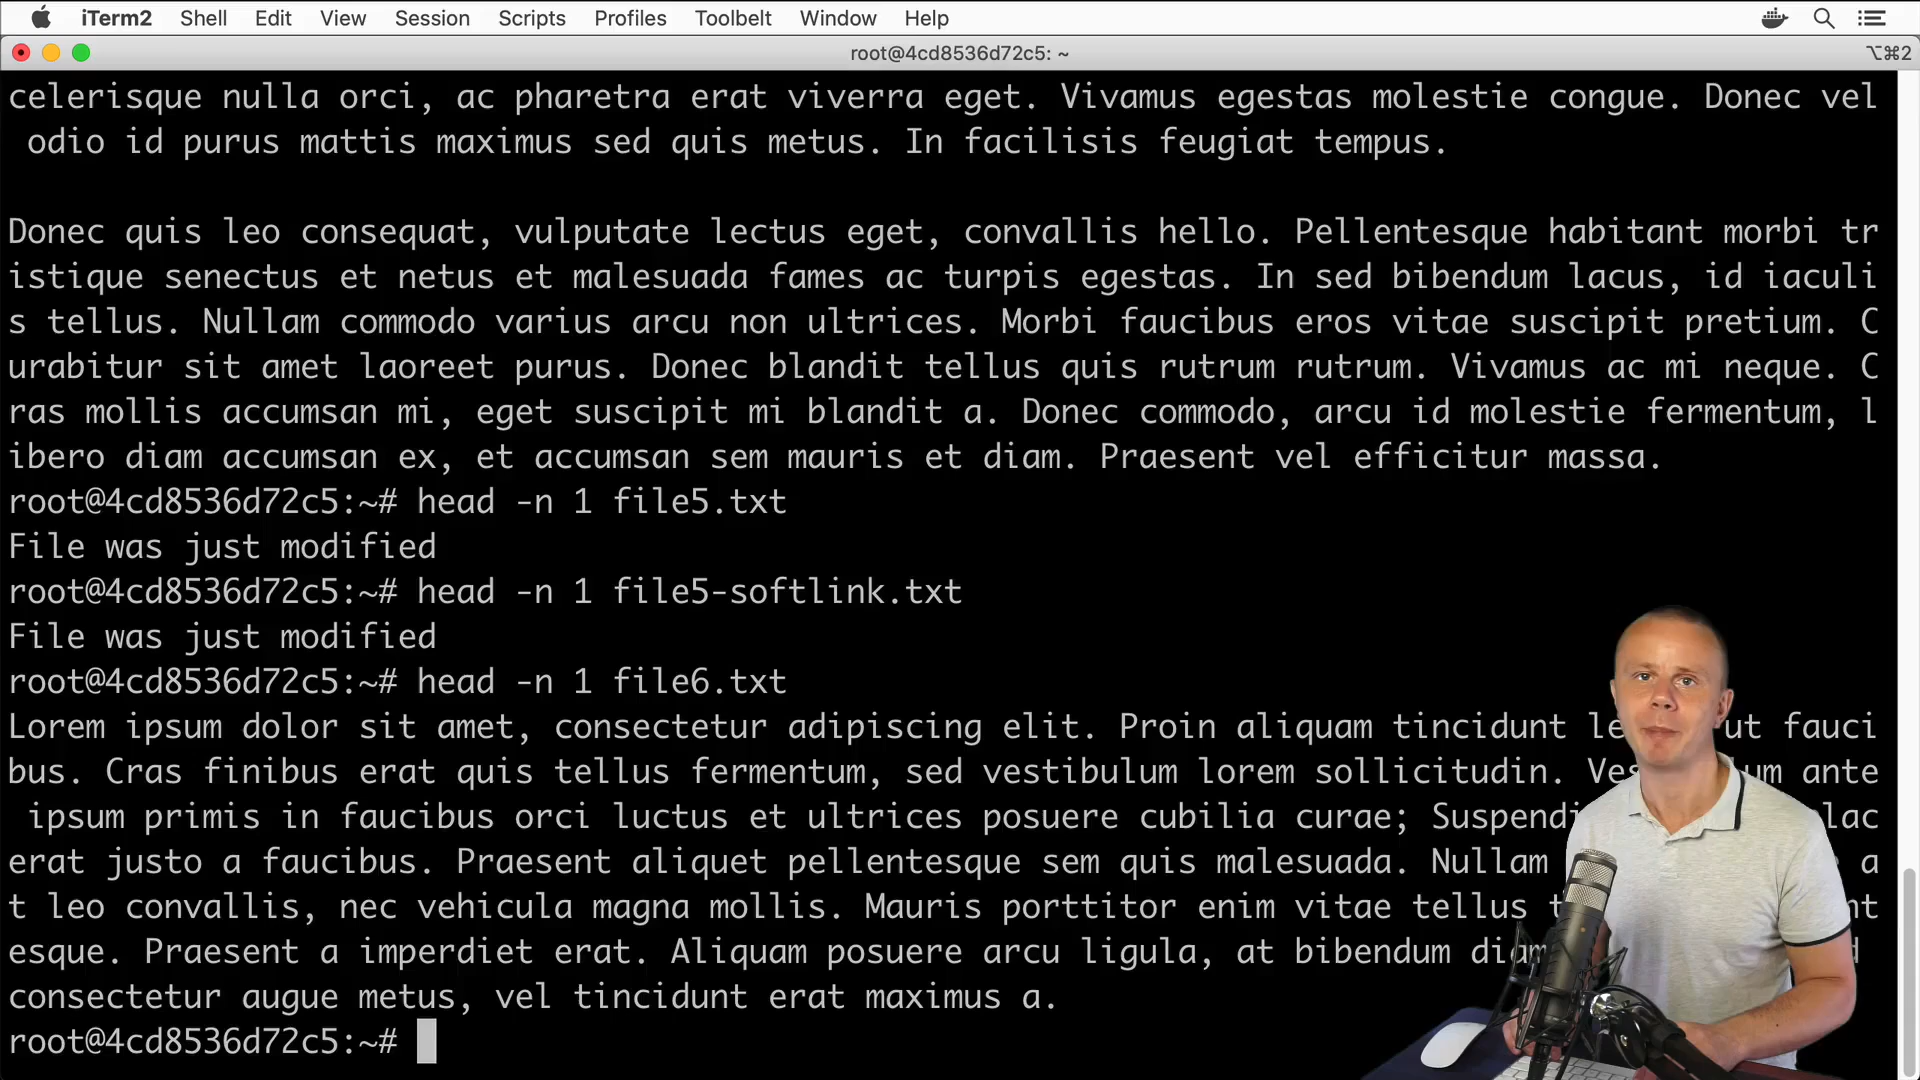 iTerm2 Shell Edit View Session Scripts Profiles Toolbelt Window Help
root@4cd8536d72c5: ~ ⌥⌘2
celerisque nulla orci, ac pharetra erat viverra eget. Vivamus egestas molestie congue. Donec vel
odio id purus mattis maximus sed quis metus. In facilisis feugiat tempus.
Donec quis leo consequat, vulputate lectus eget, convallis hello. Pellentesque habitant morbi tr
istique senectus et netus et malesuada fames ac turpis egestas. In sed bibendum lacus, id iaculi
s tellus. Nullam commodo varius arcu non ultrices. Morbi faucibus eros vitae suscipit pretium. C
urabitur sit amet laoreet purus. Donec blandit tellus quis rutrum rutrum. Vivamus ac mi neque. C
ras mollis accumsan mi, eget suscipit mi blandit a. Donec commodo, arcu id molestie fermentum, l
ibero diam accumsan ex, et accumsan sem mauris et diam. Praesent vel efficitur massa.
root@4cd8536d72c5:~# head -n 1 file5.txt
File was just modified
root@4cd8536d72c5:~# head -n 1 file5-softlink.txt
File was just modified
root@4cd8536d72c5:~# head -n 1 file6.txt
Lorem ipsum dolor sit amet, consectetur adipiscing elit. Proin aliquam tincidunt ut fauci
bus. Cras finibus erat quis tellus fermentum, sed vestibulum lorem sollicitudin. ante
ipsum primis in faucibus orci luctus et ultrices posuere cubilia curae; lac
erat justo a faucibus. Praesent aliquet pellentesque sem quis malesuada. Nullam a
t leo convallis, nec vehicula magna mollis. Mauris porttitor enim vitae tellus
esque. Praesent a imperdiet erat. Aliquam posuere arcu ligula, at bibendum
consectetur augue metus, vel tincidunt erat maximus a.
root@4cd8536d72c5:~#